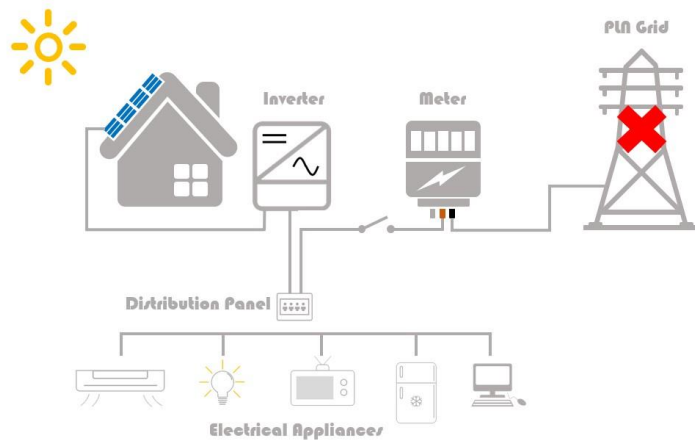 PLN Grid
Inverter
Meter
Distribution Panel
Electrical Appliances